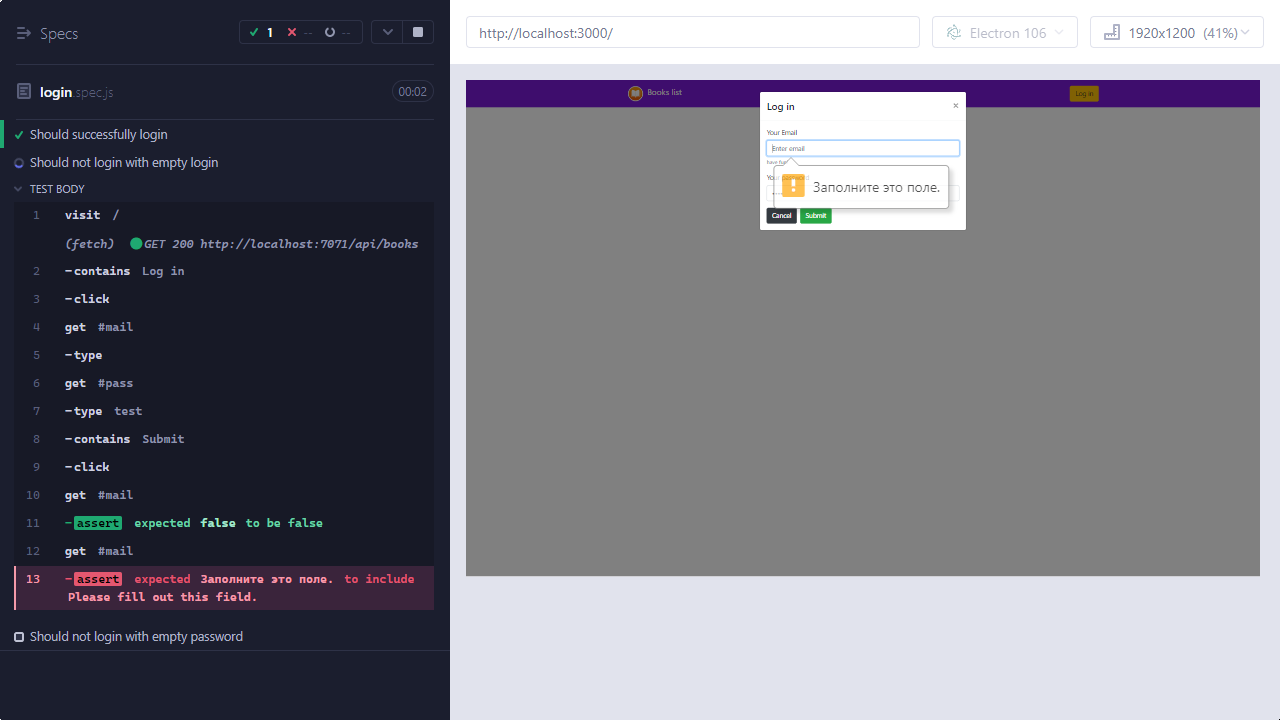 Specs
1 -- --
login.spec.js
00:02
Should successfully login
Should not login with empty login
TEST BODY
1 visit /
(fetch) GET 200 http://localhost:7071/api/books
2 -contains Log in
3 -click
4 get #mail
5 -type
6 get #pass
7 -type test
8 -contains Submit
9 -click
10 get #mail
11 -assert expected false to be false
12 get #mail
13 -assert expected Заполните это поле. to include
Please fill out this field.
Should not login with empty password
http://localhost:3000/
Electron 106
1920x1200 (41%)
Books list
Log in
Log in
×
Your Email
Enter email
Заполните это поле.
Cancel
Submit